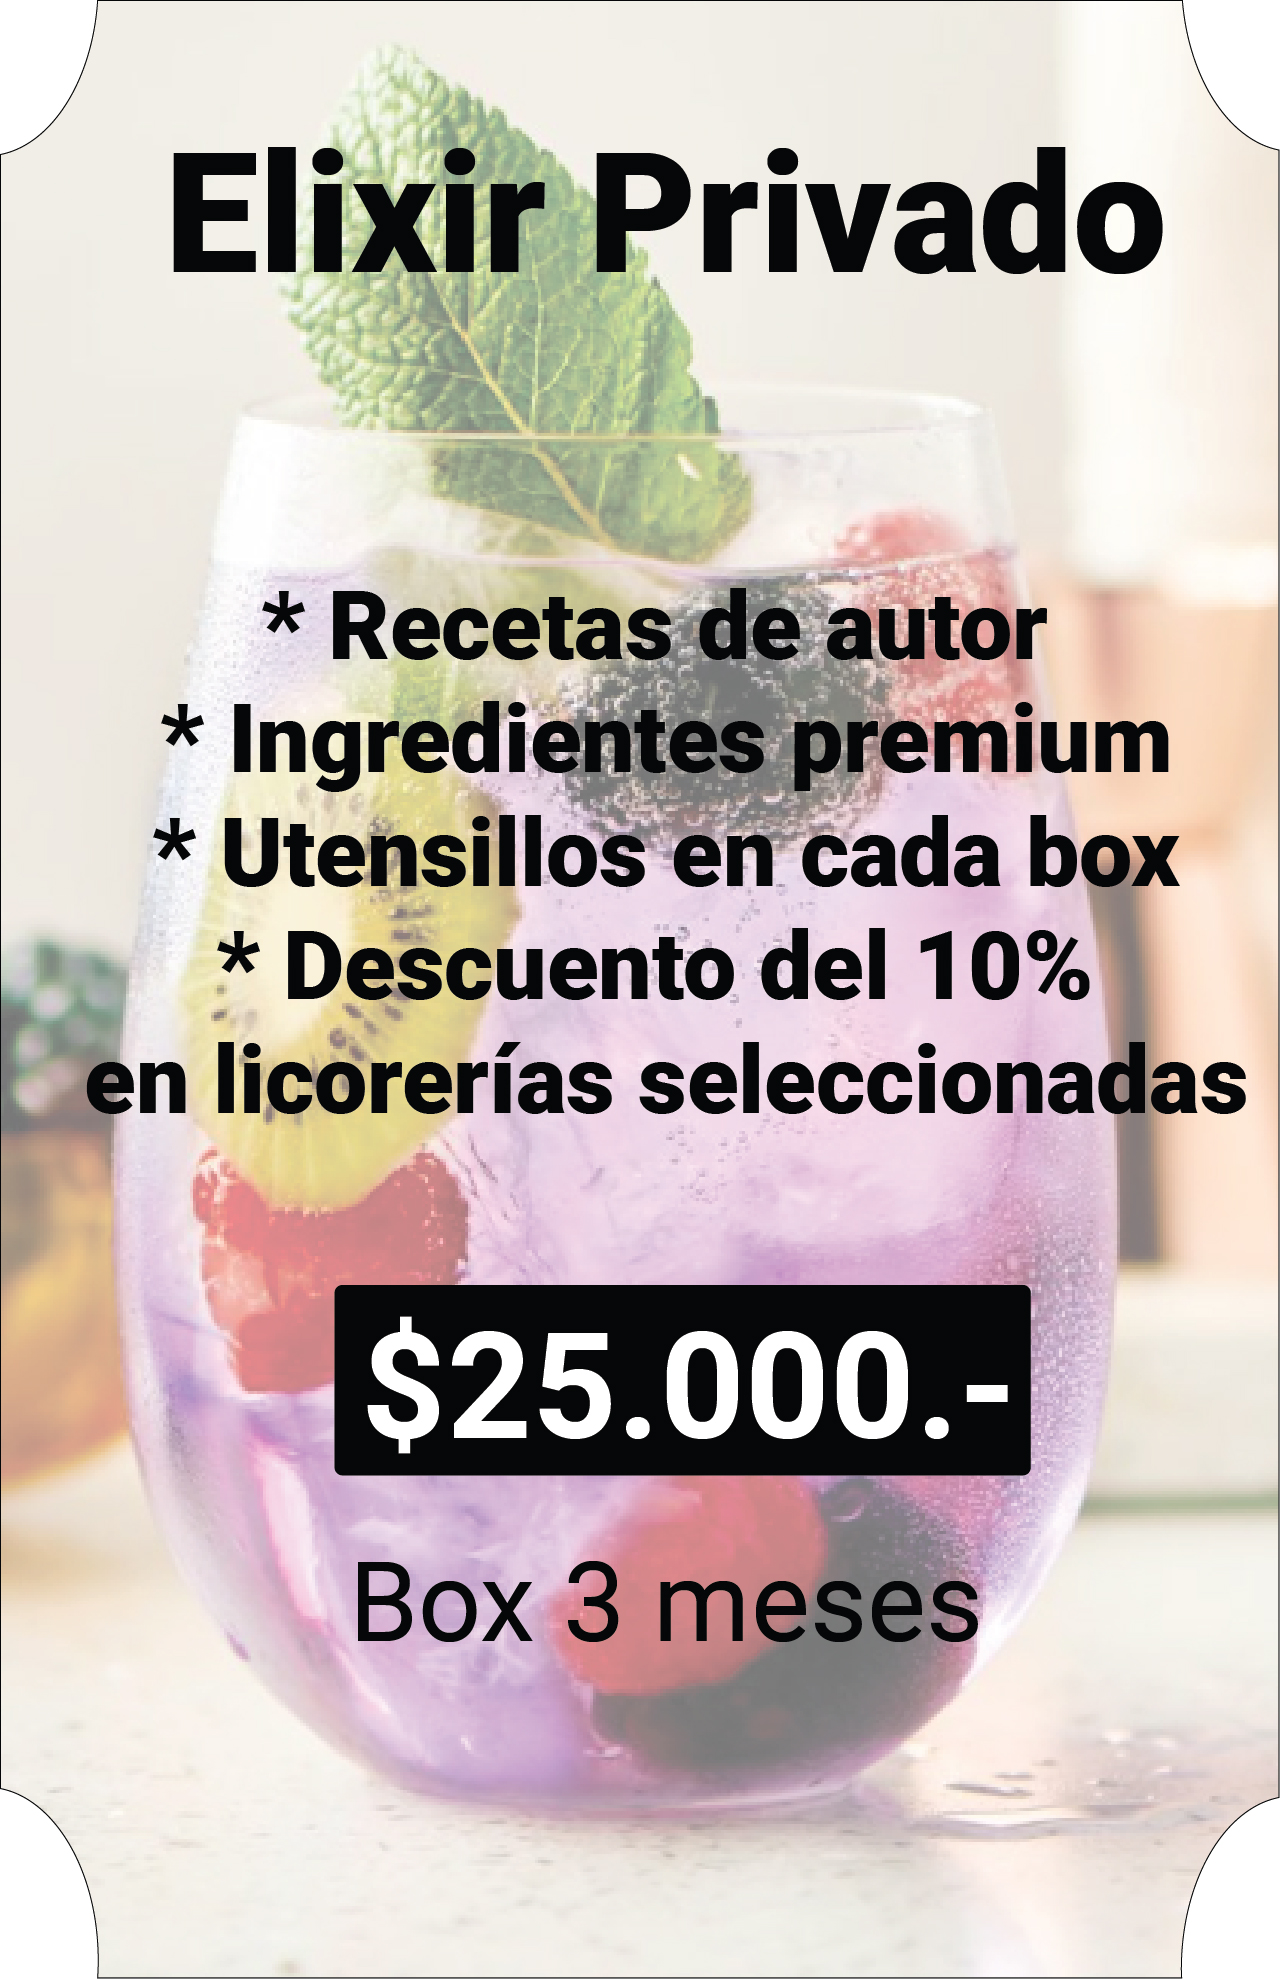 Elixir Privado
* Recetas de autor
* Ingredientes premium
* Utensillos en cada box
* Descuento del 10%
en licorerías seleccionadas
$25.000.-
Box 3 meses